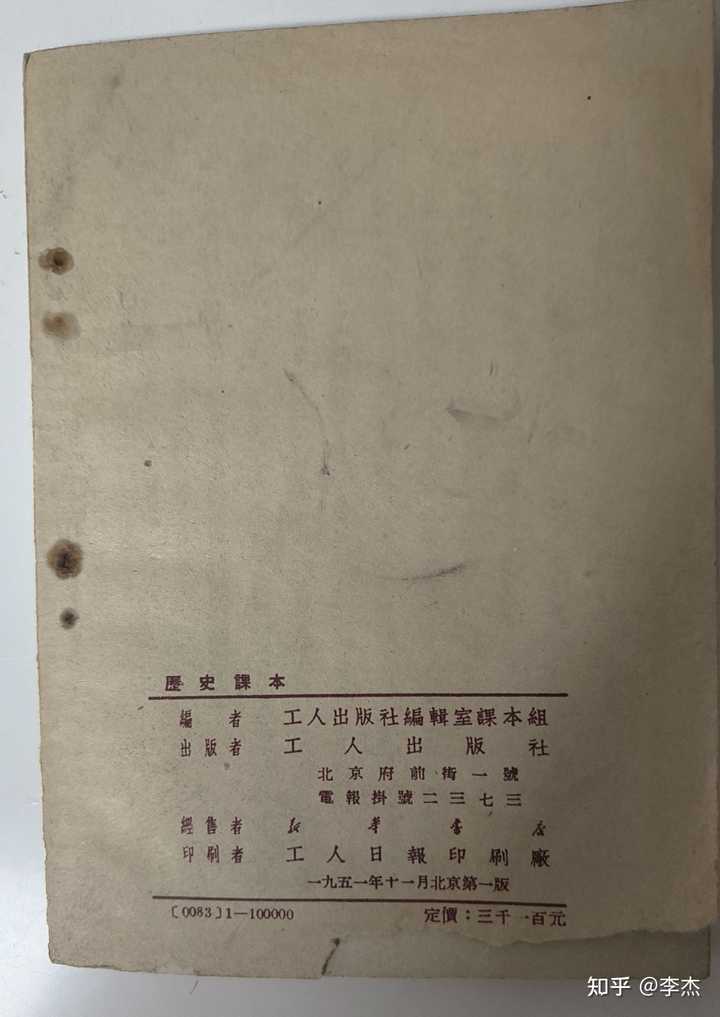 歷史課本
編者 工人出版社編輯室課本組
出版者 工人出版社
北京府前街一號
電報掛號二三七三
經售者 新華書店
印刷者 工人日報印刷廠
一九五一年十一月北京第一版
〔0083〕1—100000 定價：三千一百元
知乎 @李杰